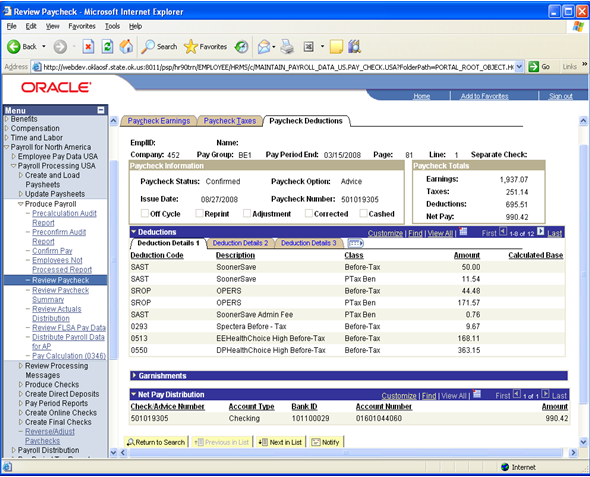 Review Paycheck - Microsoft Internet Explorer
File Edit View Favorites Tools Help
Back Search Favorites
Address http://webdev.oklaosf.state.ok.us:8011/psp/hr90trn/EMPLOYEE/HRMS/c/MAINTAIN_PAYROLL_DATA_US.PAY_CHECK.USA?FolderPath=PORTAL_ROOT_OBJECT.H Go Links »
ORACLE
Home Add to Favorites Sign out
Menu
Benefits
Compensation
Time and Labor
Payroll for North America
Employee Pay Data USA
Payroll Processing USA
Create and Load
Paysheets
Update Paysheets
Produce Payroll
Precalculation Audit
Report
Preconfirm Audit
Report
Confirm Pay
Employees Not
Processed Report
Review Paycheck
Review Paycheck
Summary
Review Actuals
Distribution
Review FLSA Pay Data
Distribute Payroll Data
for AP
Pay Calculation (0346)
Review Processing
Messages
Produce Checks
Create Direct Deposits
Pay Period Reports
Create Online Checks
Create Final Checks
Reverse/Adjust
Paychecks
Payroll Distribution
Paycheck Earnings Paycheck Taxes Paycheck Deductions
EmplID: Name:
Company: 452 Pay Group: BE1 Pay Period End: 03/15/2008 Page: 81 Line: 1 Separate Check:
Paycheck Information
Paycheck Status: Confirmed Paycheck Option: Advice
Issue Date: 08/27/2008 Paycheck Number: 501019305
Off Cycle Reprint Adjustment Corrected Cashed
Paycheck Totals
Earnings: 1,937.07
Taxes: 251.14
Deductions: 695.51
Net Pay: 990.42
Deductions Customize | Find | View All | First 1-8 of 12 Last
Deduction Details 1 Deduction Details 2 Deduction Details 3
Deduction Code Description Class Amount Calculated Base
SAST SoonerSave Before-Tax 50.00
SAST SoonerSave PTax Ben 11.54
SROP OPERS Before-Tax 44.48
SROP OPERS PTax Ben 171.57
SAST SoonerSave Admin Fee PTax Ben 0.76
0293 Spectera Before - Tax Before-Tax 9.67
0513 EEHealthChoice High Before-Tax Before-Tax 168.11
0550 DPHealthChoice High Before-Tax Before-Tax 363.15
Garnishments
Net Pay Distribution Customize | Find | View All | First 1 of 1 Last
Check/Advice Number Account Type Bank ID Account Number Amount
501019305 Checking 101100029 01601044060 990.42
Return to Search Previous in List Next in List Notify
Internet